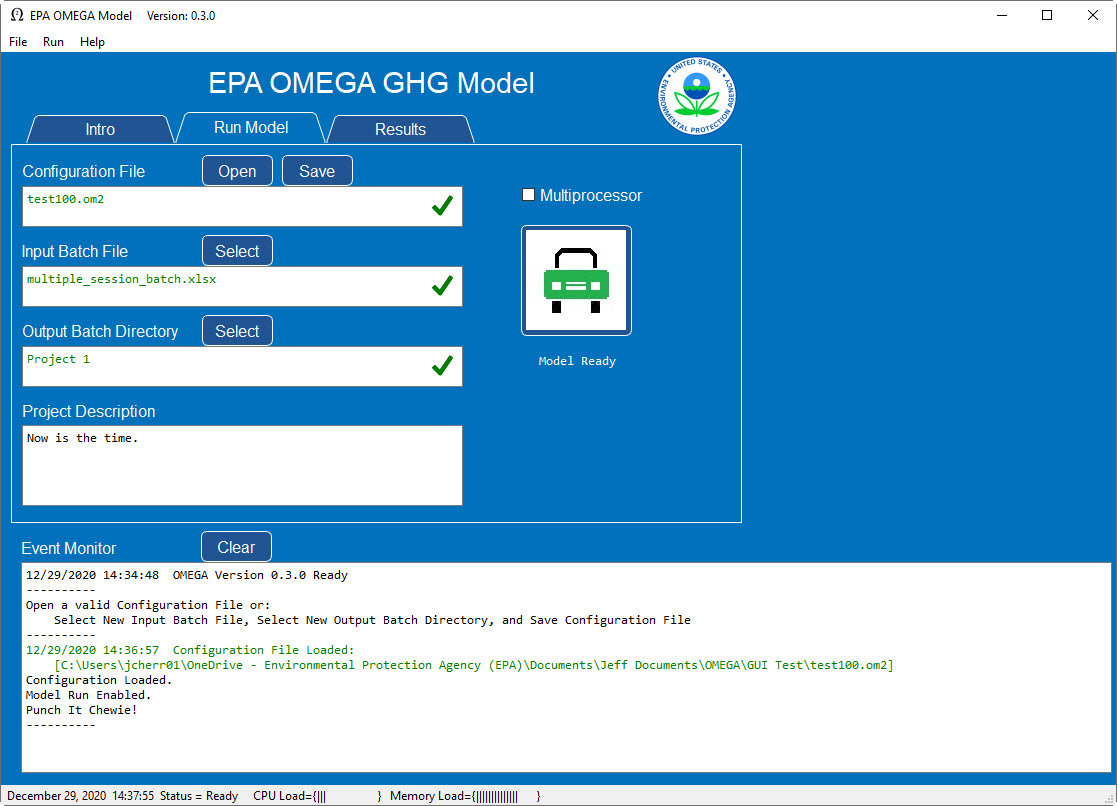 EPA OMEGA Model Version: 0.3.0
File Run Help
EPA OMEGA GHG Model
UNITED STATES
ENVIRONMENTAL PROTECTION AGENCY
Intro Run Model Results
Configuration File Open Save
test100.om2
Multiprocessor
Input Batch File Select
multiple_session_batch.xlsx
Output Batch Directory Select
Project 1
Model Ready
Project Description
Now is the time.
Event Monitor Clear
12/29/2020 14:34:48  OMEGA Version 0.3.0 Ready
----------
Open a valid Configuration File or:
    Select New Input Batch File, Select New Output Batch Directory, and Save Configuration File
----------
12/29/2020 14:36:57  Configuration File Loaded:
    [C:\Users\jcherr01\OneDrive - Environmental Protection Agency (EPA)\Documents\Jeff Documents\OMEGA\GUI Test\test100.om2]
Configuration Loaded.
Model Run Enabled.
Punch It Chewie!
----------
December 29, 2020  14:37:55  Status = Ready    CPU Load={|||            }  Memory Load={||||||||||||||    }